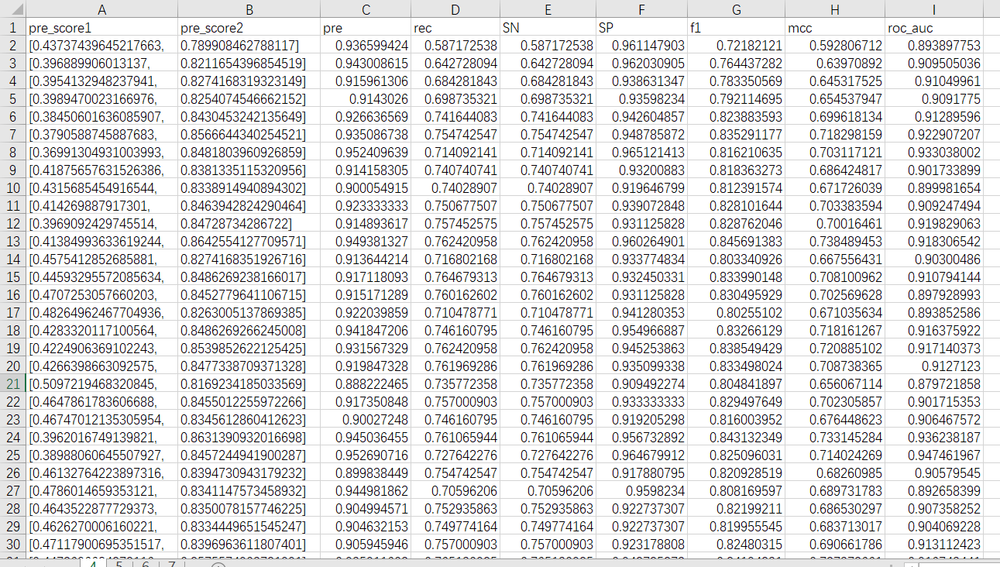 A B C D E F G H I
1 pre_score1 pre_score2 pre rec SN SP f1 mcc roc_auc
2 [0.43737439645217663, 0.789908462788117] 0.936599424 0.587172538 0.587172538 0.961147903 0.72182121 0.592806712 0.893897753
3 [0.396889906013137, 0.8211654396854519] 0.943008615 0.642728094 0.642728094 0.962030905 0.764437282 0.63970892 0.909505036
4 [0.3954132948237941, 0.8274168319323149] 0.915961306 0.684281843 0.684281843 0.938631347 0.783350569 0.645317525 0.91049961
5 [0.3989470023166976, 0.8254074546662152] 0.9143026 0.698735321 0.698735321 0.93598234 0.792114695 0.654537947 0.9091775
6 [0.38450601636085907, 0.8430453242135649] 0.926636569 0.741644083 0.741644083 0.942604857 0.823883593 0.699618134 0.91289596
7 [0.3790588745887683, 0.8566644340254521] 0.935086738 0.754742547 0.754742547 0.948785872 0.835291177 0.718298159 0.922907207
8 [0.36991304931003993, 0.8481803960926859] 0.952409639 0.714092141 0.714092141 0.965121413 0.816210635 0.703117121 0.933038002
9 [0.41875657631526386, 0.8381335115320956] 0.914158305 0.740740741 0.740740741 0.93200883 0.818363273 0.686424817 0.901733899
10 [0.4315685454916544, 0.8338914940894302] 0.900054915 0.74028907 0.74028907 0.919646799 0.812391574 0.671726039 0.899981654
11 [0.414269887917301, 0.8463942824290464] 0.923333333 0.750677507 0.750677507 0.939072848 0.828101644 0.703383594 0.909247494
12 [0.3969092429745514, 0.84728734286722] 0.914893617 0.757452575 0.757452575 0.931125828 0.828762046 0.70016461 0.919829063
13 [0.41384993633619244, 0.8642554127709571] 0.949381327 0.762420958 0.762420958 0.960264901 0.845691383 0.738489453 0.918306542
14 [0.4575412852685881, 0.8274168351926716] 0.913644214 0.716802168 0.716802168 0.933774834 0.803340926 0.667556431 0.90300486
15 [0.44593295572085634, 0.8486269238166017] 0.917118093 0.764679313 0.764679313 0.932450331 0.833990148 0.708100962 0.910794144
16 [0.4707253057660203, 0.8452779641106715] 0.915171289 0.760162602 0.760162602 0.931125828 0.830495929 0.702569628 0.897928993
17 [0.48264962467704936, 0.8263005137869385] 0.922039859 0.710478771 0.710478771 0.941280353 0.80255102 0.671035634 0.893852586
18 [0.4283320117100564, 0.8486269266245008] 0.941847206 0.746160795 0.746160795 0.954966887 0.83266129 0.718161267 0.916375922
19 [0.4224906369102243, 0.8539852622125425] 0.931567329 0.762420958 0.762420958 0.945253863 0.838549429 0.720885102 0.917140373
20 [0.4266398663092575, 0.8477338709371328] 0.919847328 0.761969286 0.761969286 0.935099338 0.833498024 0.708738365 0.9127123
21 [0.5097219468320845, 0.8169234185033569] 0.888222465 0.735772358 0.735772358 0.909492274 0.804841897 0.656067114 0.879721858
22 [0.4647861783606688, 0.8455012255972266] 0.917350848 0.757000903 0.757000903 0.933333333 0.829497649 0.702305857 0.901715353
23 [0.46747012135305954, 0.8345612860412623] 0.90027248 0.746160795 0.746160795 0.919205298 0.816003952 0.676448623 0.906467572
24 [0.3962016749139821, 0.8631390932016698] 0.945036455 0.761065944 0.761065944 0.956732892 0.843132349 0.733145284 0.936238187
25 [0.38988060645507927, 0.8457244941900287] 0.952690716 0.727642276 0.727642276 0.964679912 0.825096031 0.714024269 0.947461967
26 [0.46132764223897316, 0.8394730943179232] 0.899838449 0.754742547 0.754742547 0.917880795 0.820928519 0.68260985 0.90579545
27 [0.4786014659353121, 0.8341147573458932] 0.944981862 0.70596206 0.70596206 0.9598234 0.808169597 0.689731783 0.892658399
28 [0.4643522877729373, 0.8350078157746225] 0.904994571 0.752935863 0.752935863 0.922737307 0.82199211 0.686530297 0.907358252
29 [0.4626270006160221, 0.8334449651545247] 0.904632153 0.749774164 0.749774164 0.922737307 0.819955545 0.683713017 0.904069228
30 [0.47117900695351517, 0.8396963611807401] 0.905945946 0.757000903 0.757000903 0.923178808 0.82480315 0.690661786 0.913112423
4 5 6 7